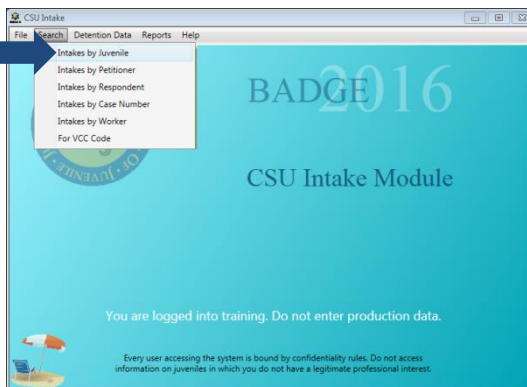 CSU Intake
File Search Detention Data Reports Help
Intakes by Juvenile
Intakes by Petitioner
Intakes by Respondent
Intakes by Case Number
Intakes by Worker
For VCC Code
OF JUVENILE
BADGE 2016
CSU Intake Module
You are logged into training. Do not enter production data.
Every user accessing the system is bound by confidentiality rules. Do not access
information on juveniles in which you do not have a legitimate professional interest.